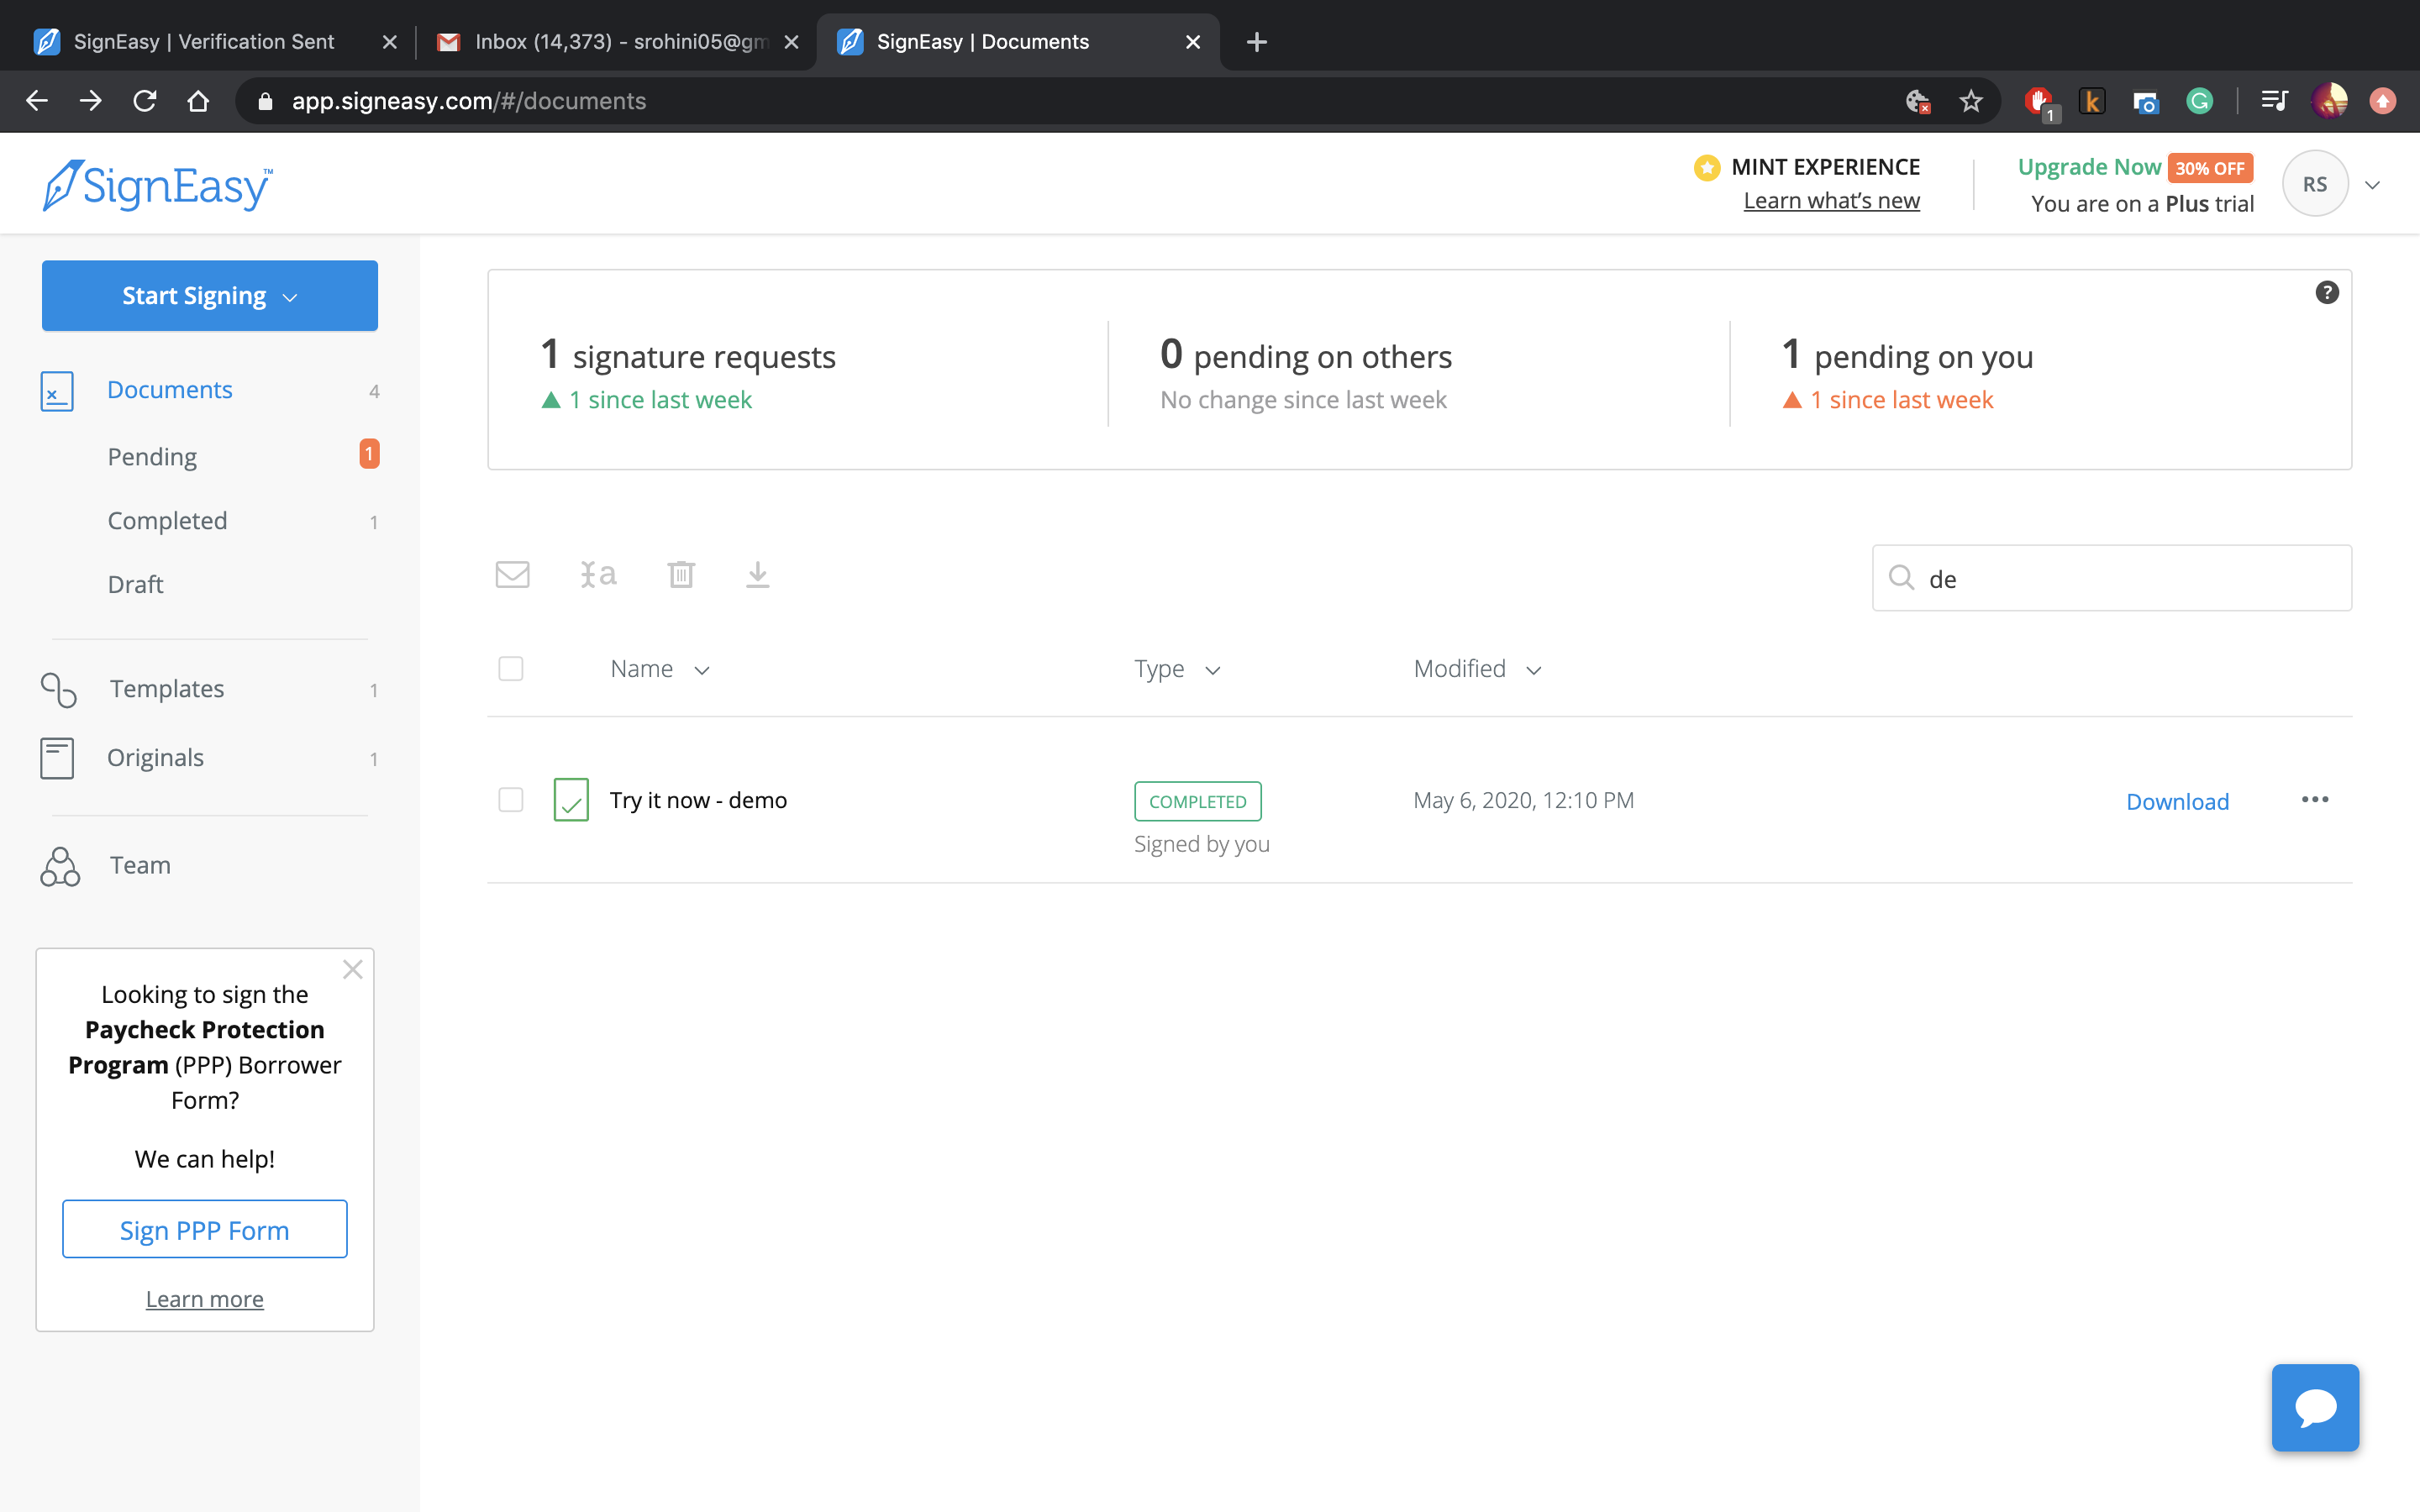 SignEasy | Verification Sent
Inbox (14,373) - srohini05@gm
SignEasy | Documents
app.signeasy.com/#/documents
1
k
SignEasy™
MINT EXPERIENCE
Learn what's new
Upgrade Now 30% OFF
You are on a Plus trial
RS
Start Signing
Documents 4
Pending 1
Completed 1
Draft
Templates 1
Originals 1
Team
Looking to sign the
Paycheck Protection
Program (PPP) Borrower
Form?
We can help!
Sign PPP Form
Learn more
?
1 signature requests
1 since last week
0 pending on others
No change since last week
1 pending on you
1 since last week
a
de
Name
Type
Modified
Try it now - demo
COMPLETED
Signed by you
May 6, 2020, 12:10 PM
Download